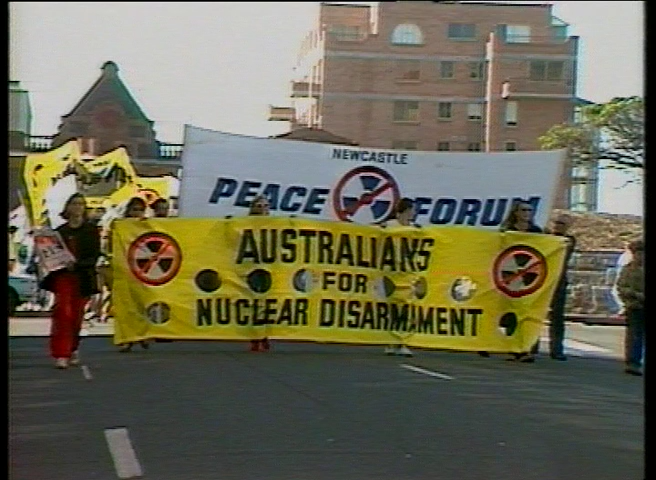 NEWCASTLE
PEACE FORUM
AUSTRALIANS
FOR
NUCLEAR DISARMAMENT